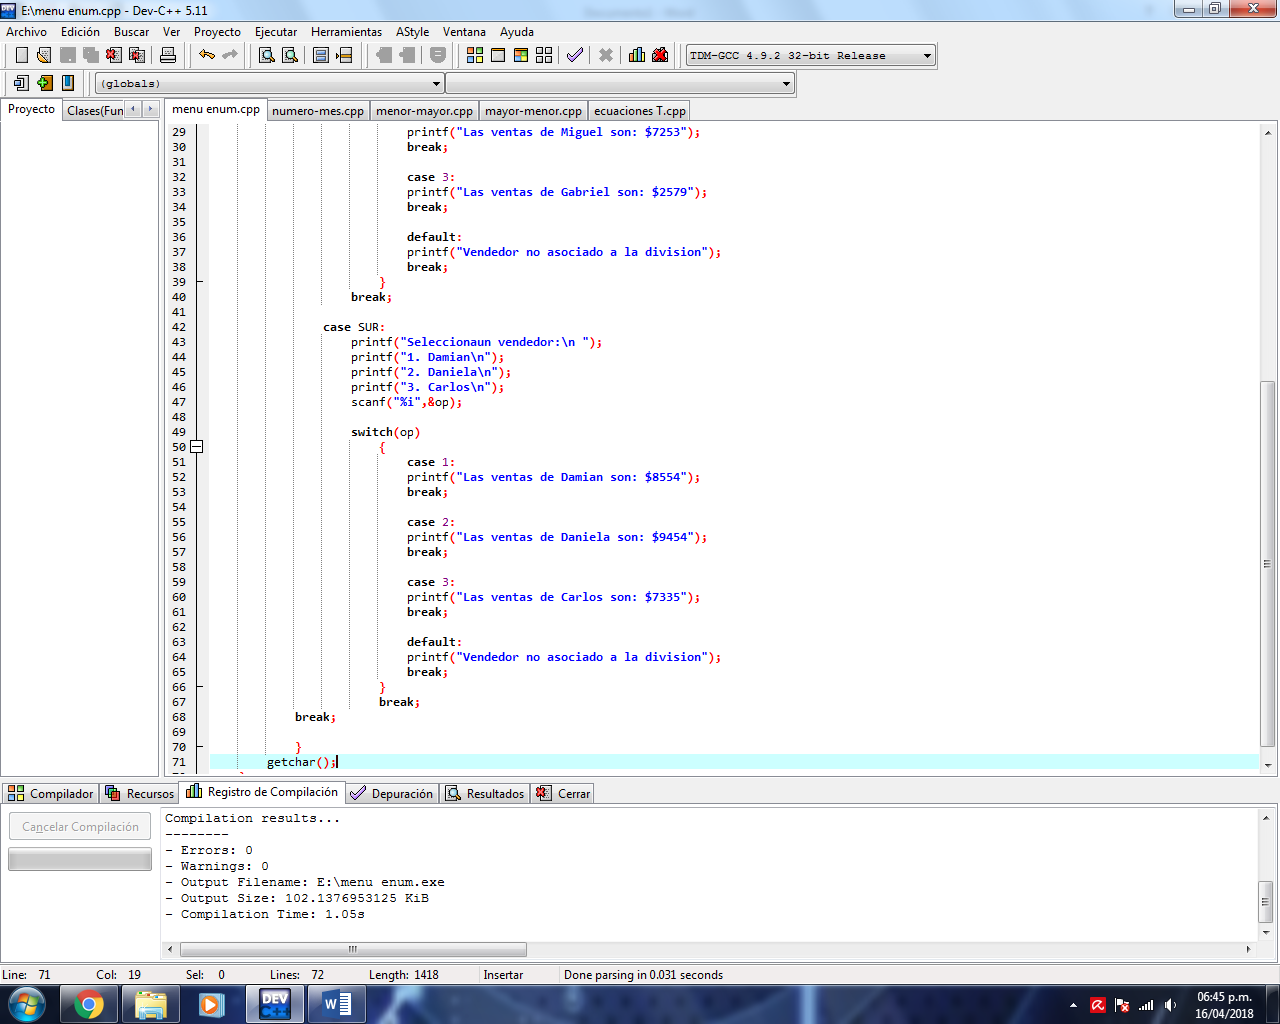 E:\menu enum.cpp - Dev-C++ 5.11
Archivo Edición Buscar Ver Proyecto Ejecutar Herramientas AStyle Ventana Ayuda
TDM-GCC 4.9.2 32-bit Release
(globals)
Proyecto Clases(Fun
menu enum.cpp numero-mes.cpp menor-mayor.cpp mayor-menor.cpp ecuaciones T.cpp
29 printf("Las ventas de Miguel son: $7253");
30 break;
31
32 case 3:
33 printf("Las ventas de Gabriel son: $2579");
34 break;
35
36 default:
37 printf("Vendedor no asociado a la division");
38 break;
39 }
40 break;
41
42 case SUR:
43 printf("Seleccionaun vendedor:\n ");
44 printf("1. Damian\n");
45 printf("2. Daniela\n");
46 printf("3. Carlos\n");
47 scanf("%i",&op);
48
49 switch(op)
50 {
51 case 1:
52 printf("Las ventas de Damian son: $8554");
53 break;
54
55 case 2:
56 printf("Las ventas de Daniela son: $9454");
57 break;
58
59 case 3:
60 printf("Las ventas de Carlos son: $7335");
61 break;
62
63 default:
64 printf("Vendedor no asociado a la division");
65 break;
66 }
67 break;
68 break;
69
70 }
71 getchar();
Compilador Recursos Registro de Compilación Depuración Resultados Cerrar
Cancelar Compilación
Compilation results...
--------
- Errors: 0
- Warnings: 0
- Output Filename: E:\menu enum.exe
- Output Size: 102.1376953125 KiB
- Compilation Time: 1.05s
Line: 71 Col: 19 Sel: 0 Lines: 72 Length: 1418 Insertar Done parsing in 0.031 seconds
DEV C++
W
06:45 p.m.
16/04/2018